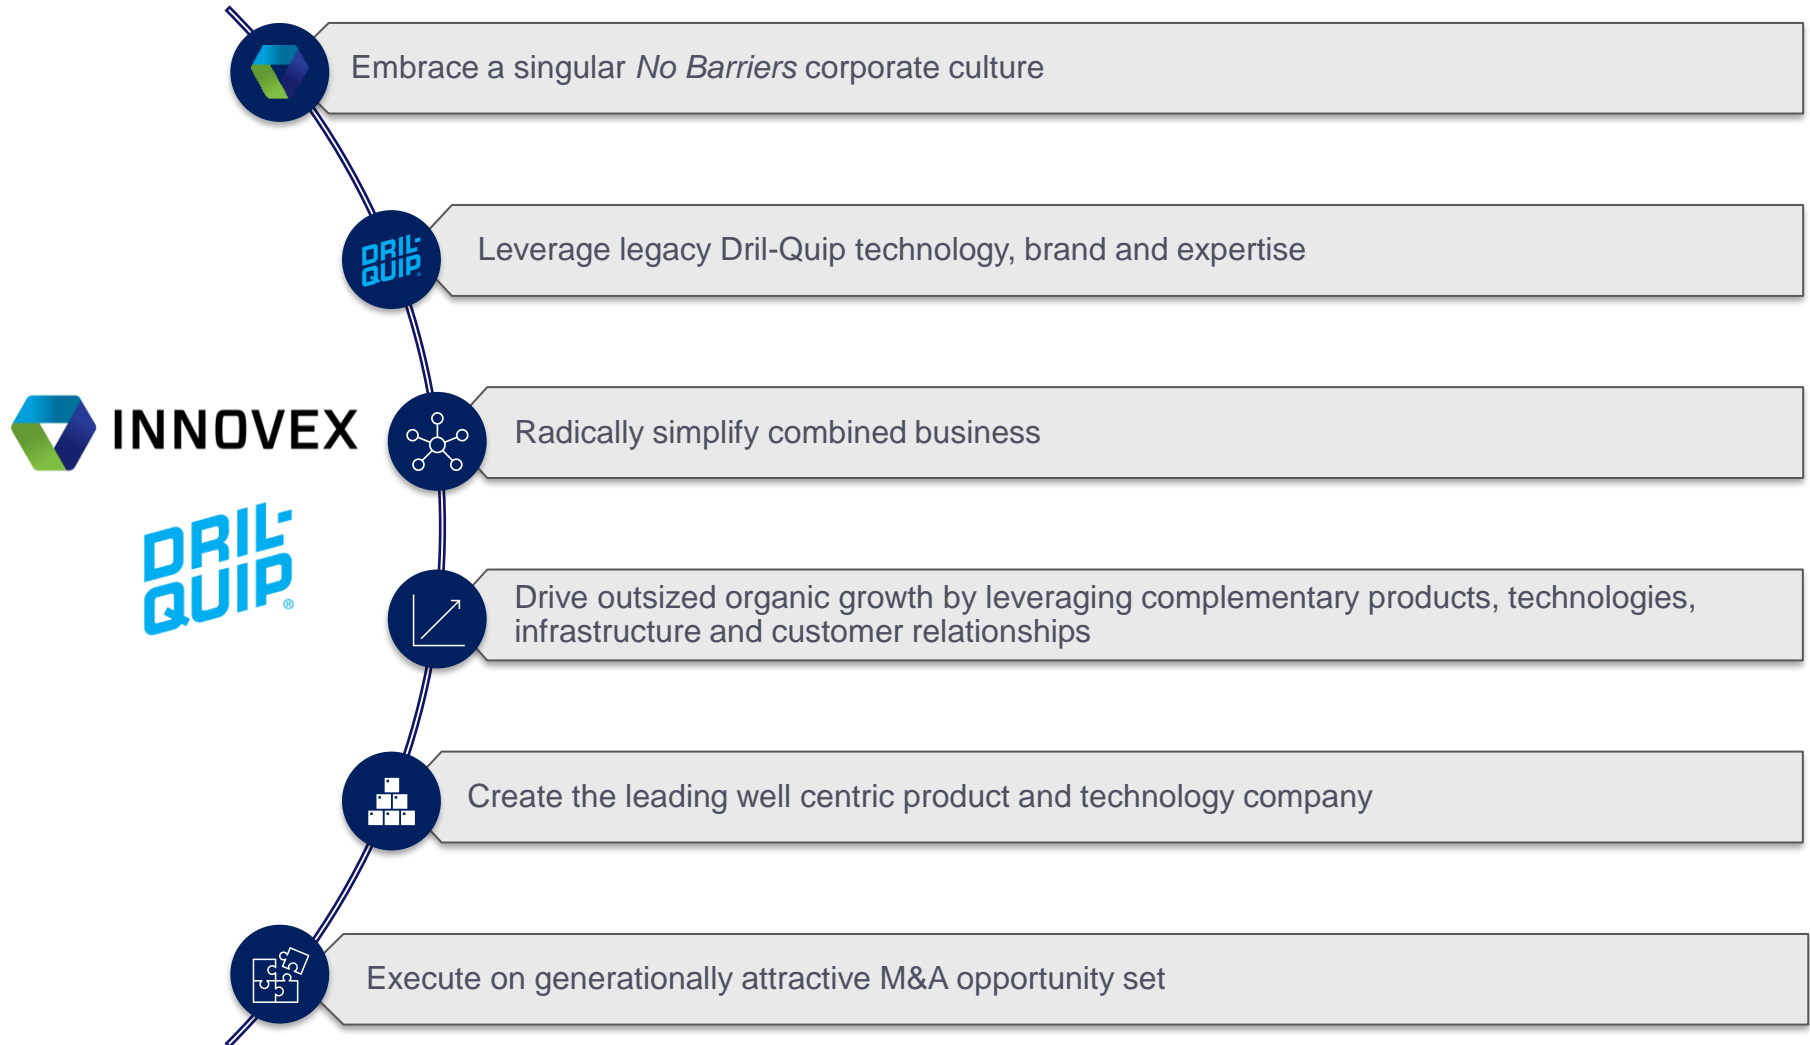 Embrace a singular No Barriers corporate culture
DRIL-
QUIP
Leverage legacy Dril-Quip technology, brand and expertise
INNOVEX
Radically simplify combined business
DRIL-
QUIP®
Drive outsized organic growth by leveraging complementary products, technologies,
infrastructure and customer relationships
Create the leading well centric product and technology company
Execute on generationally attractive M&A opportunity set